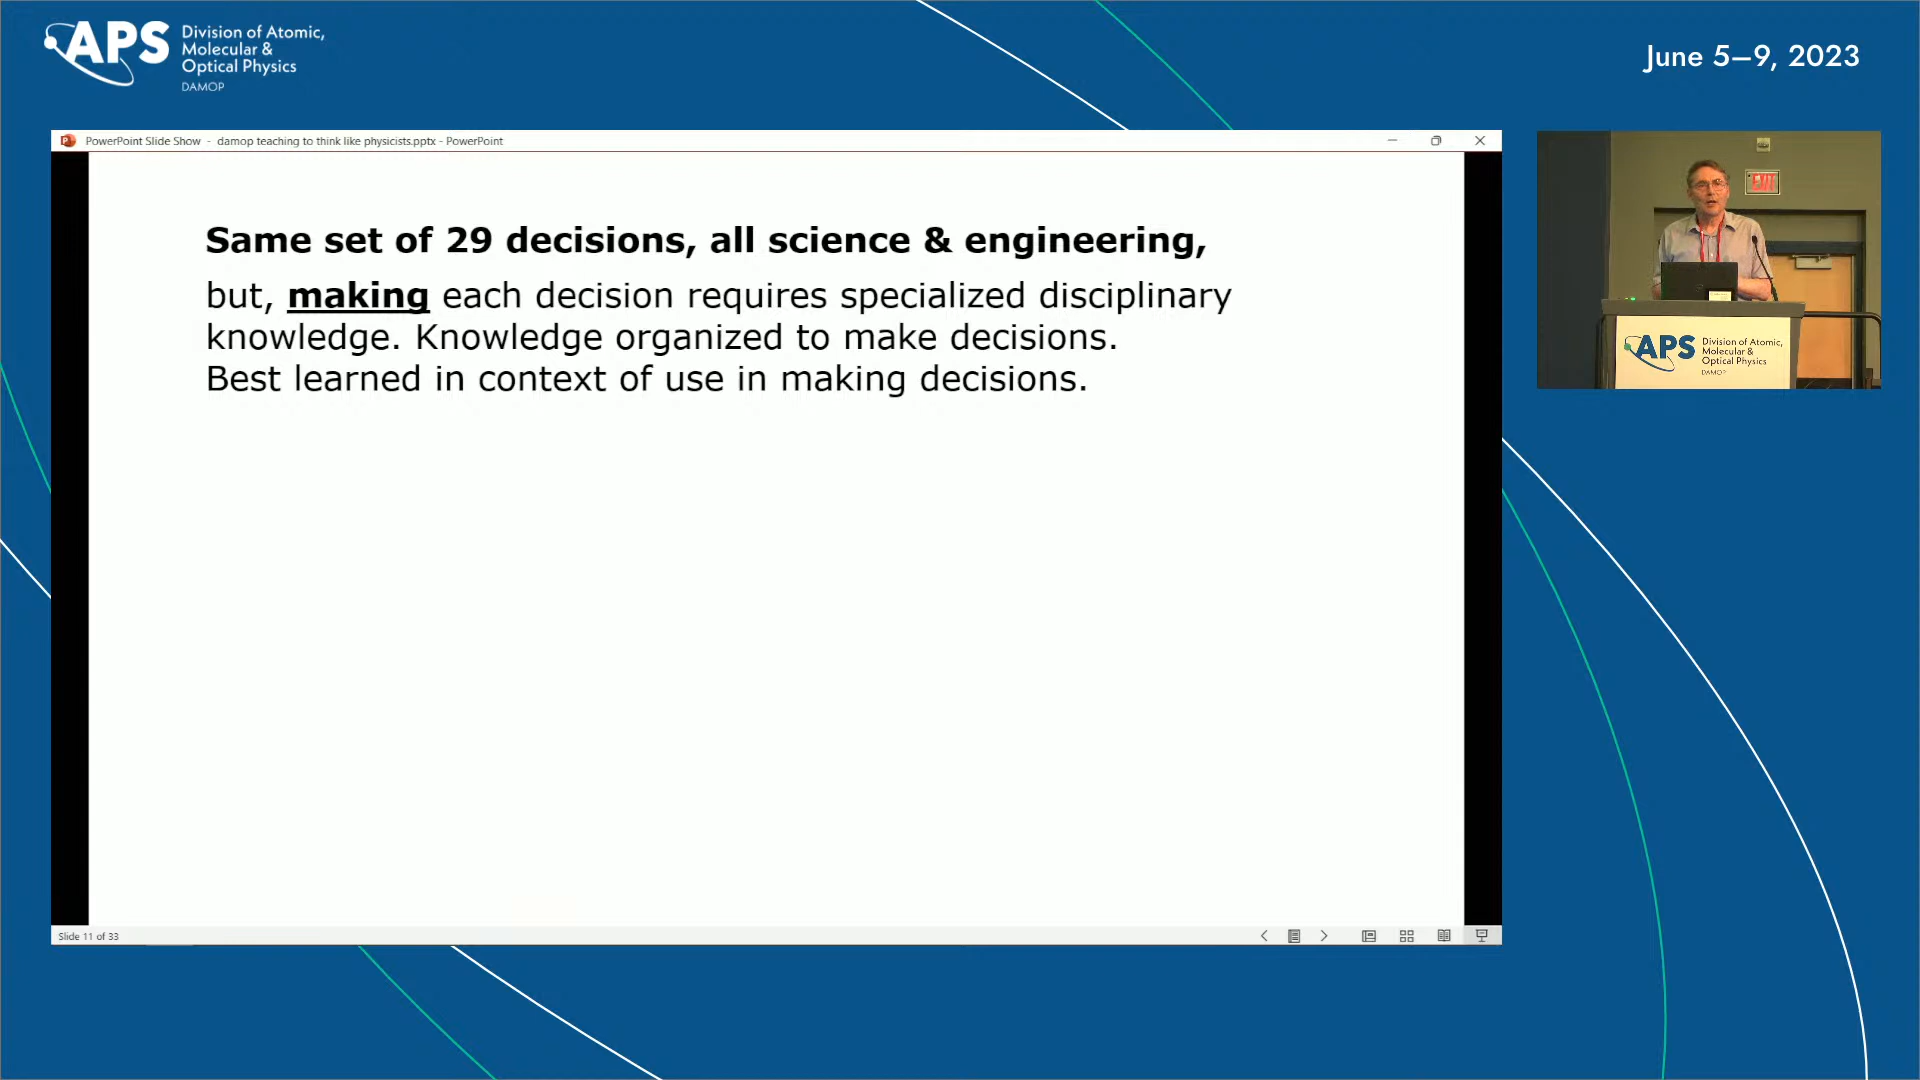 APS
Division of Atomic,
Molecular &
Optical Physics
DAMOP
June 5–9, 2023
PowerPoint Slide Show - damop teaching to think like physicists.pptx - PowerPoint
Same set of 29 decisions, all science & engineering,
but, making each decision requires specialized disciplinary
knowledge. Knowledge organized to make decisions.
Best learned in context of use in making decisions.
Slide 11 of 33
EXIT
APS
Division of Atomic,
Molecular &
Optical Physics
DAMOP